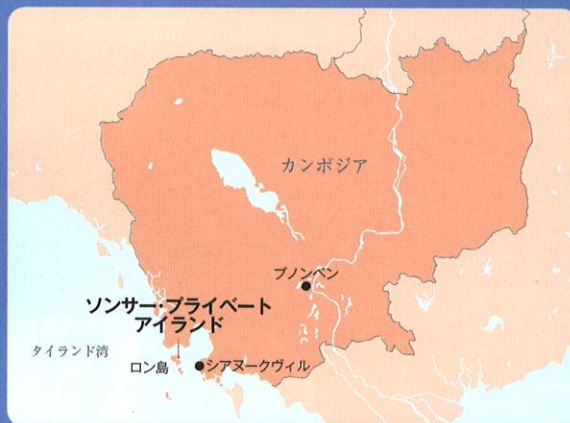 カンボジア
プノンペン
ソンサー・プライベート
アイランド
タイランド湾
ロン島
シアヌークヴィル